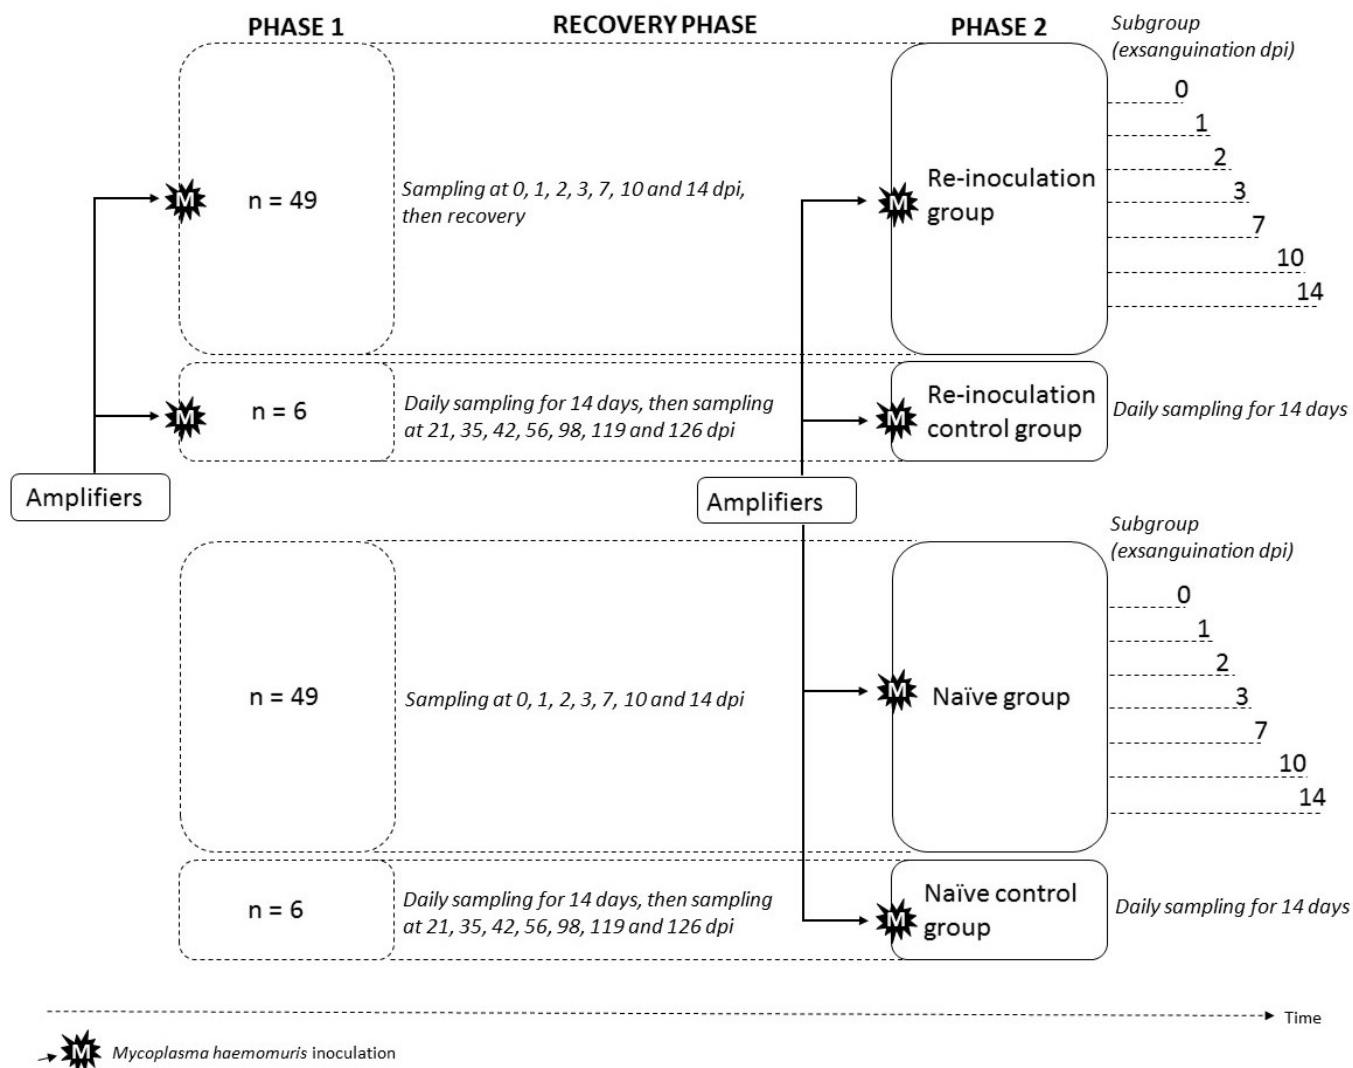 PHASE 1
RECOVERY PHASE
PHASE 2
Subgroup
(exsanguination dpi)
0
1
2
3
7
10
14
M
n = 49
Sampling at 0, 1, 2, 3, 7, 10 and 14 dpi,
then recovery
M
Re-inoculation
group
M
n = 6
Daily sampling for 14 days, then sampling
at 21, 35, 42, 56, 98, 119 and 126 dpi
M
Re-inoculation
control group
Daily sampling for 14 days
Amplifiers
Amplifiers
Subgroup
(exsanguination dpi)
0
1
2
3
7
10
14
n = 49
Sampling at 0, 1, 2, 3, 7, 10 and 14 dpi
M
Naïve group
n = 6
Daily sampling for 14 days, then sampling
at 21, 35, 42, 56, 98, 119 and 126 dpi
M
Naïve control
group
Daily sampling for 14 days
Time
M
Mycoplasma haemomuris inoculation